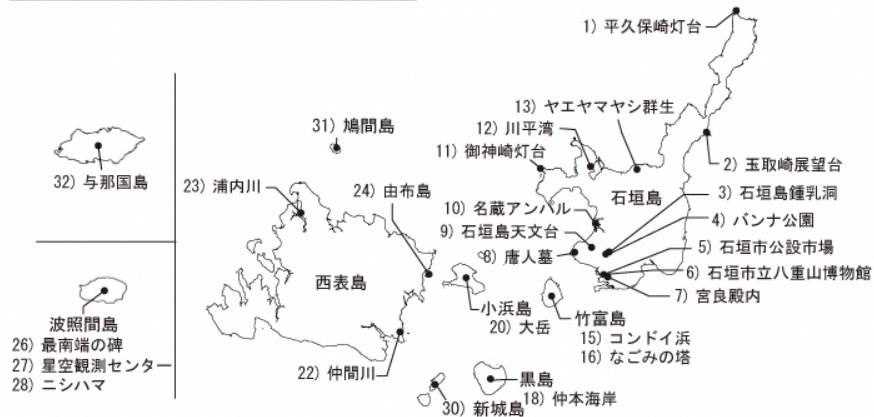 1) 平久保崎灯台
13) ヤエヤマヤシ群生
12) 川平湾
11) 御神崎灯台
2) 玉取崎展望台
石垣島
3) 石垣島鍾乳洞
4) バンナ公園
5) 石垣市公設市場
6) 石垣市立八重山博物館
7) 宮良殿内
10) 名蔵アンパル
9) 石垣島天文台
8) 唐人墓
31) 鳩間島
32) 与那国島
23) 浦内川
24) 由布島
西表島
小浜島
20) 大岳
竹富島
15) コンドイ浜
16) なごみの塔
22) 仲間川
黒島
18) 仲本海岸
30) 新城島
波照間島
26) 最南端の碑
27) 星空観測センター
28) ニシハマ